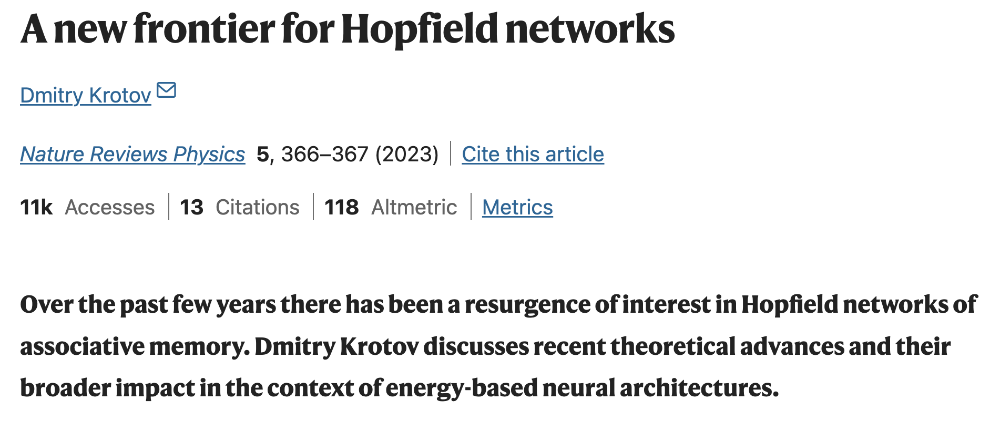 A new frontier for Hopfield networks
Dmitry Krotov
Nature Reviews Physics 5, 366–367 (2023) | Cite this article
11k Accesses | 13 Citations | 118 Altmetric | Metrics
Over the past few years there has been a resurgence of interest in Hopfield networks of
associative memory. Dmitry Krotov discusses recent theoretical advances and their
broader impact in the context of energy-based neural architectures.